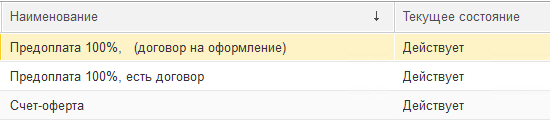 Наименование ↓ Текущее состояние
Предоплата 100%, (договор на оформление) Действует
Предоплата 100%, есть договор Действует
Счет-оферта Действует